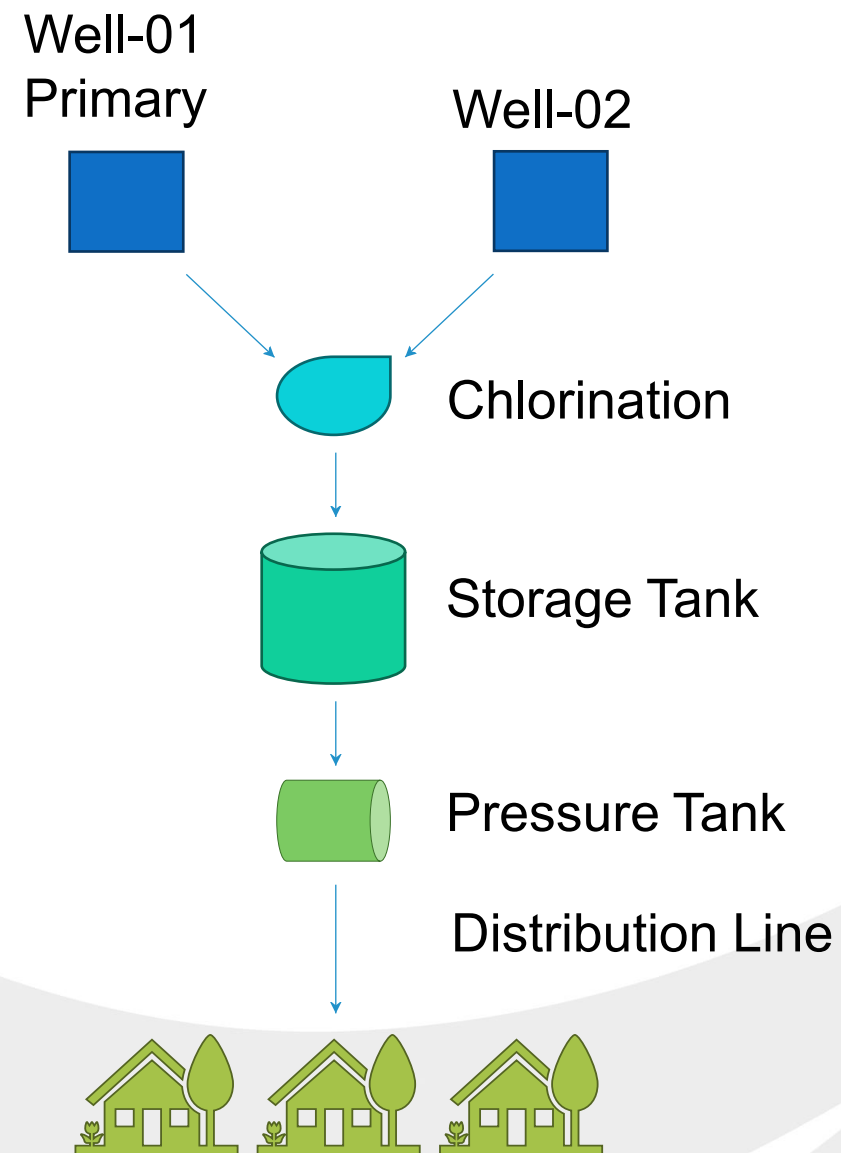 Well-01
Primary
Well-02
Chlorination
Storage Tank
Pressure Tank
Distribution Line